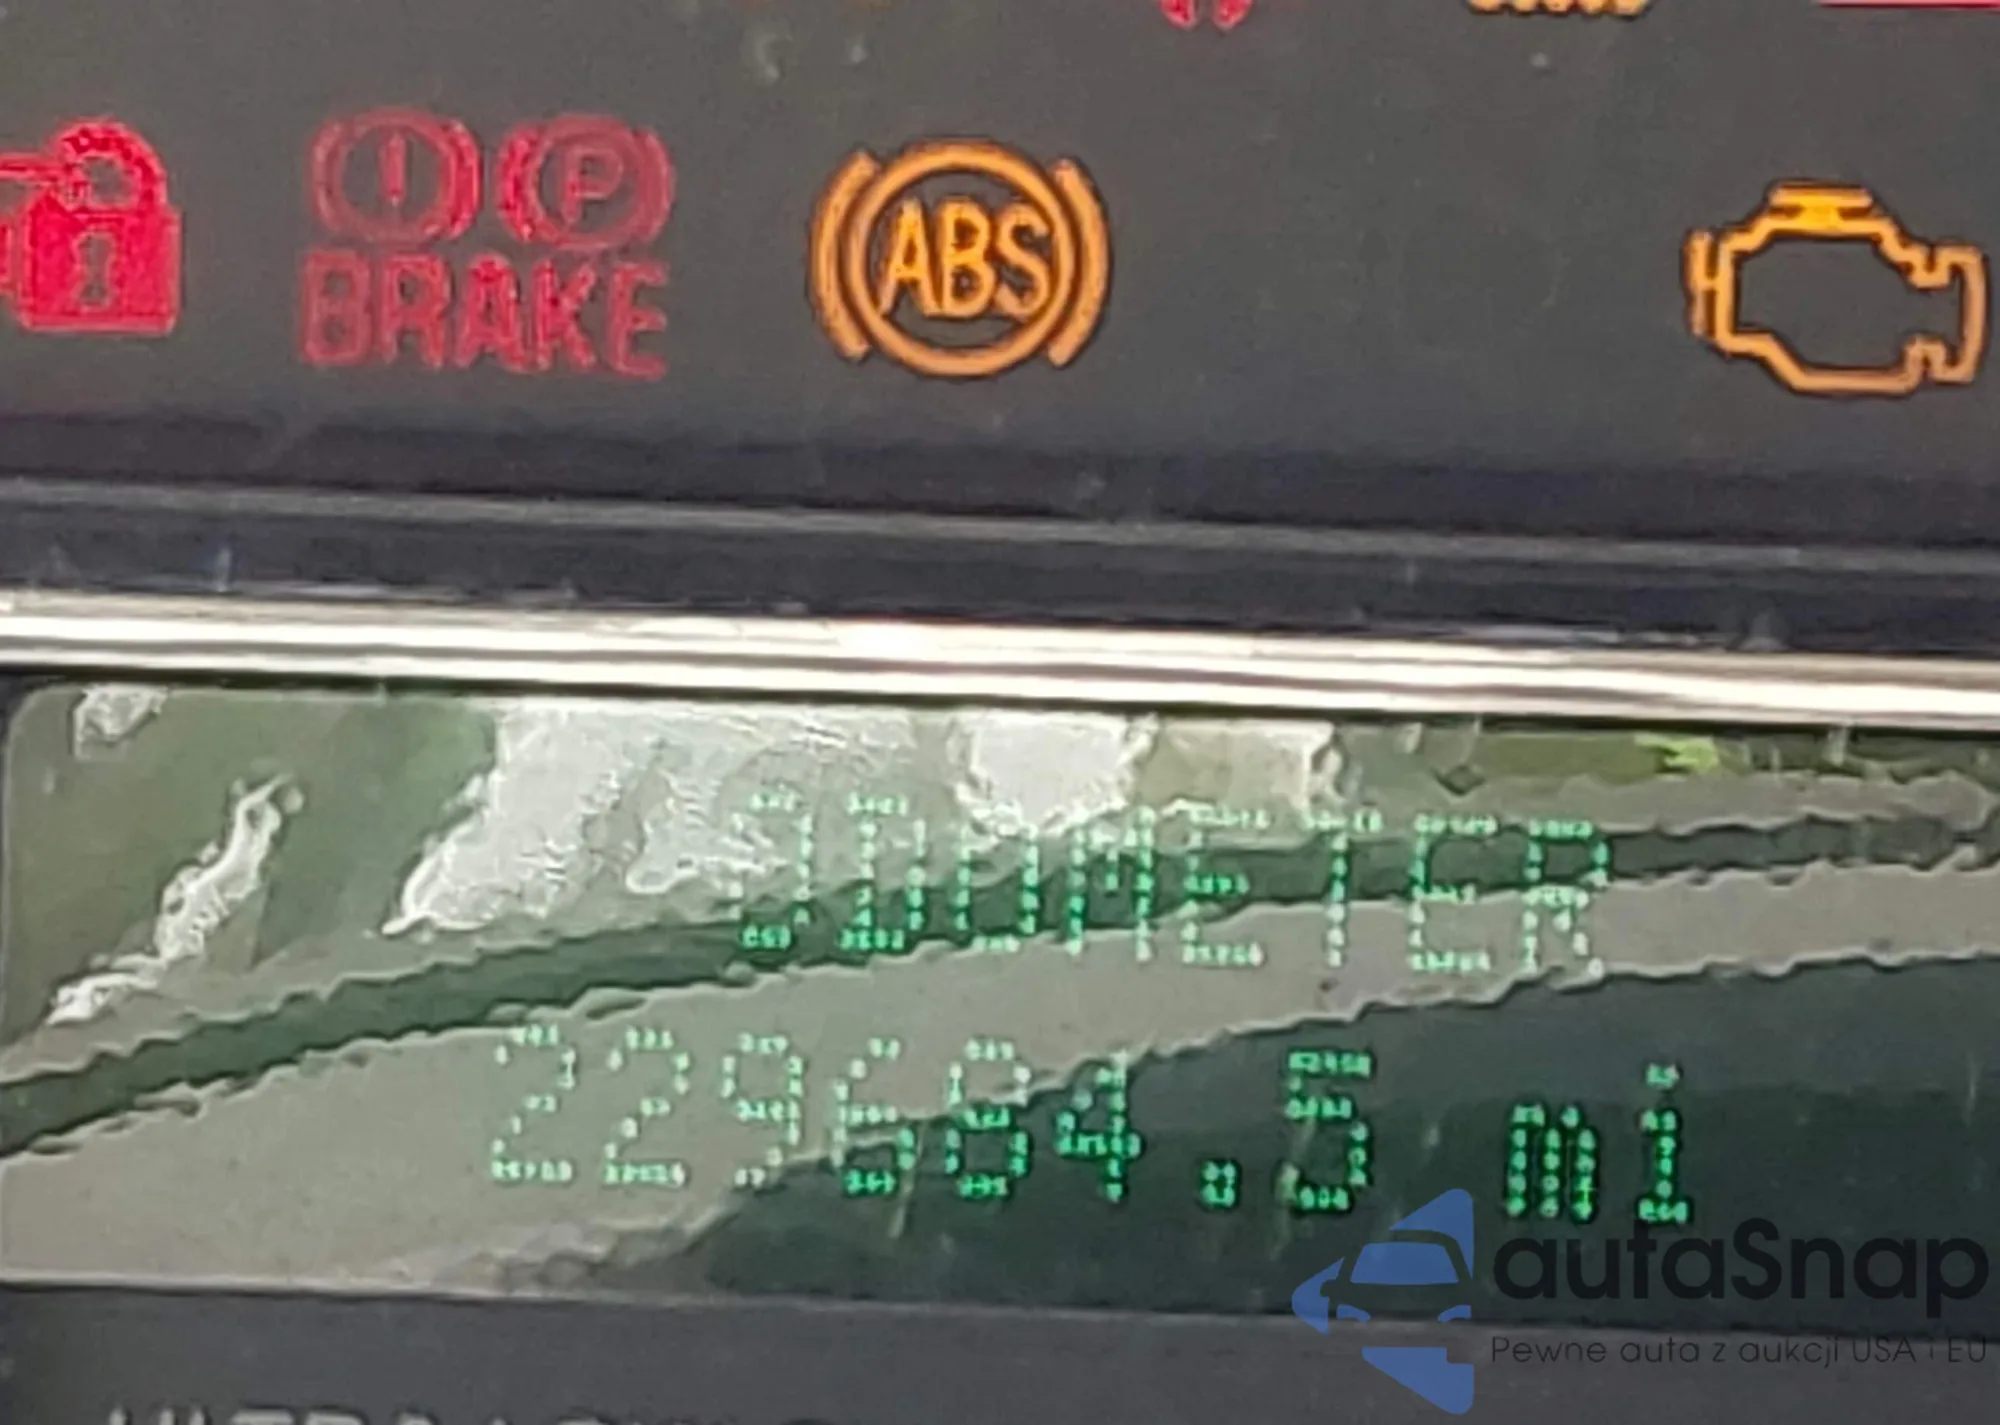 BRAKE
ABS
ODOMETER
229684.5 mi
autaSnap
Pewne auta z aukcji USA i EU